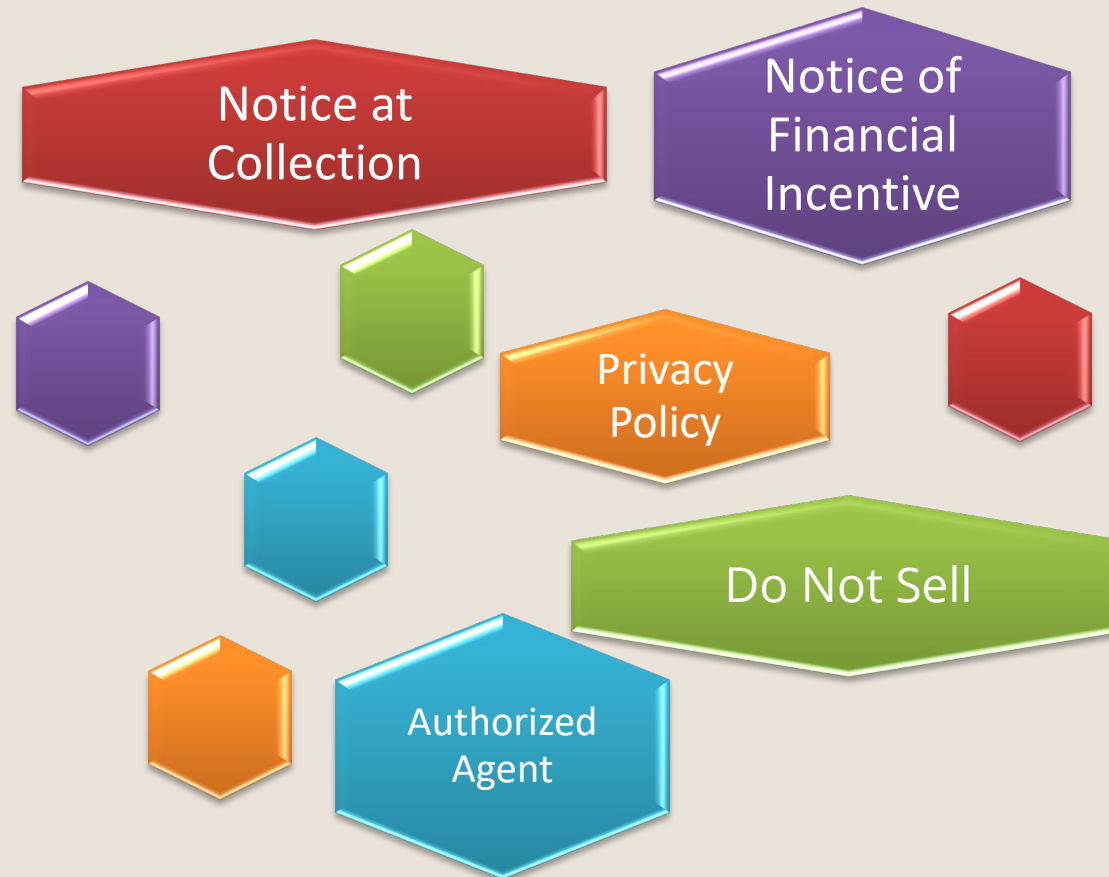 Notice at
Collection
Notice of
Financial
Incentive
Privacy
Policy
Do Not Sell
Authorized
Agent